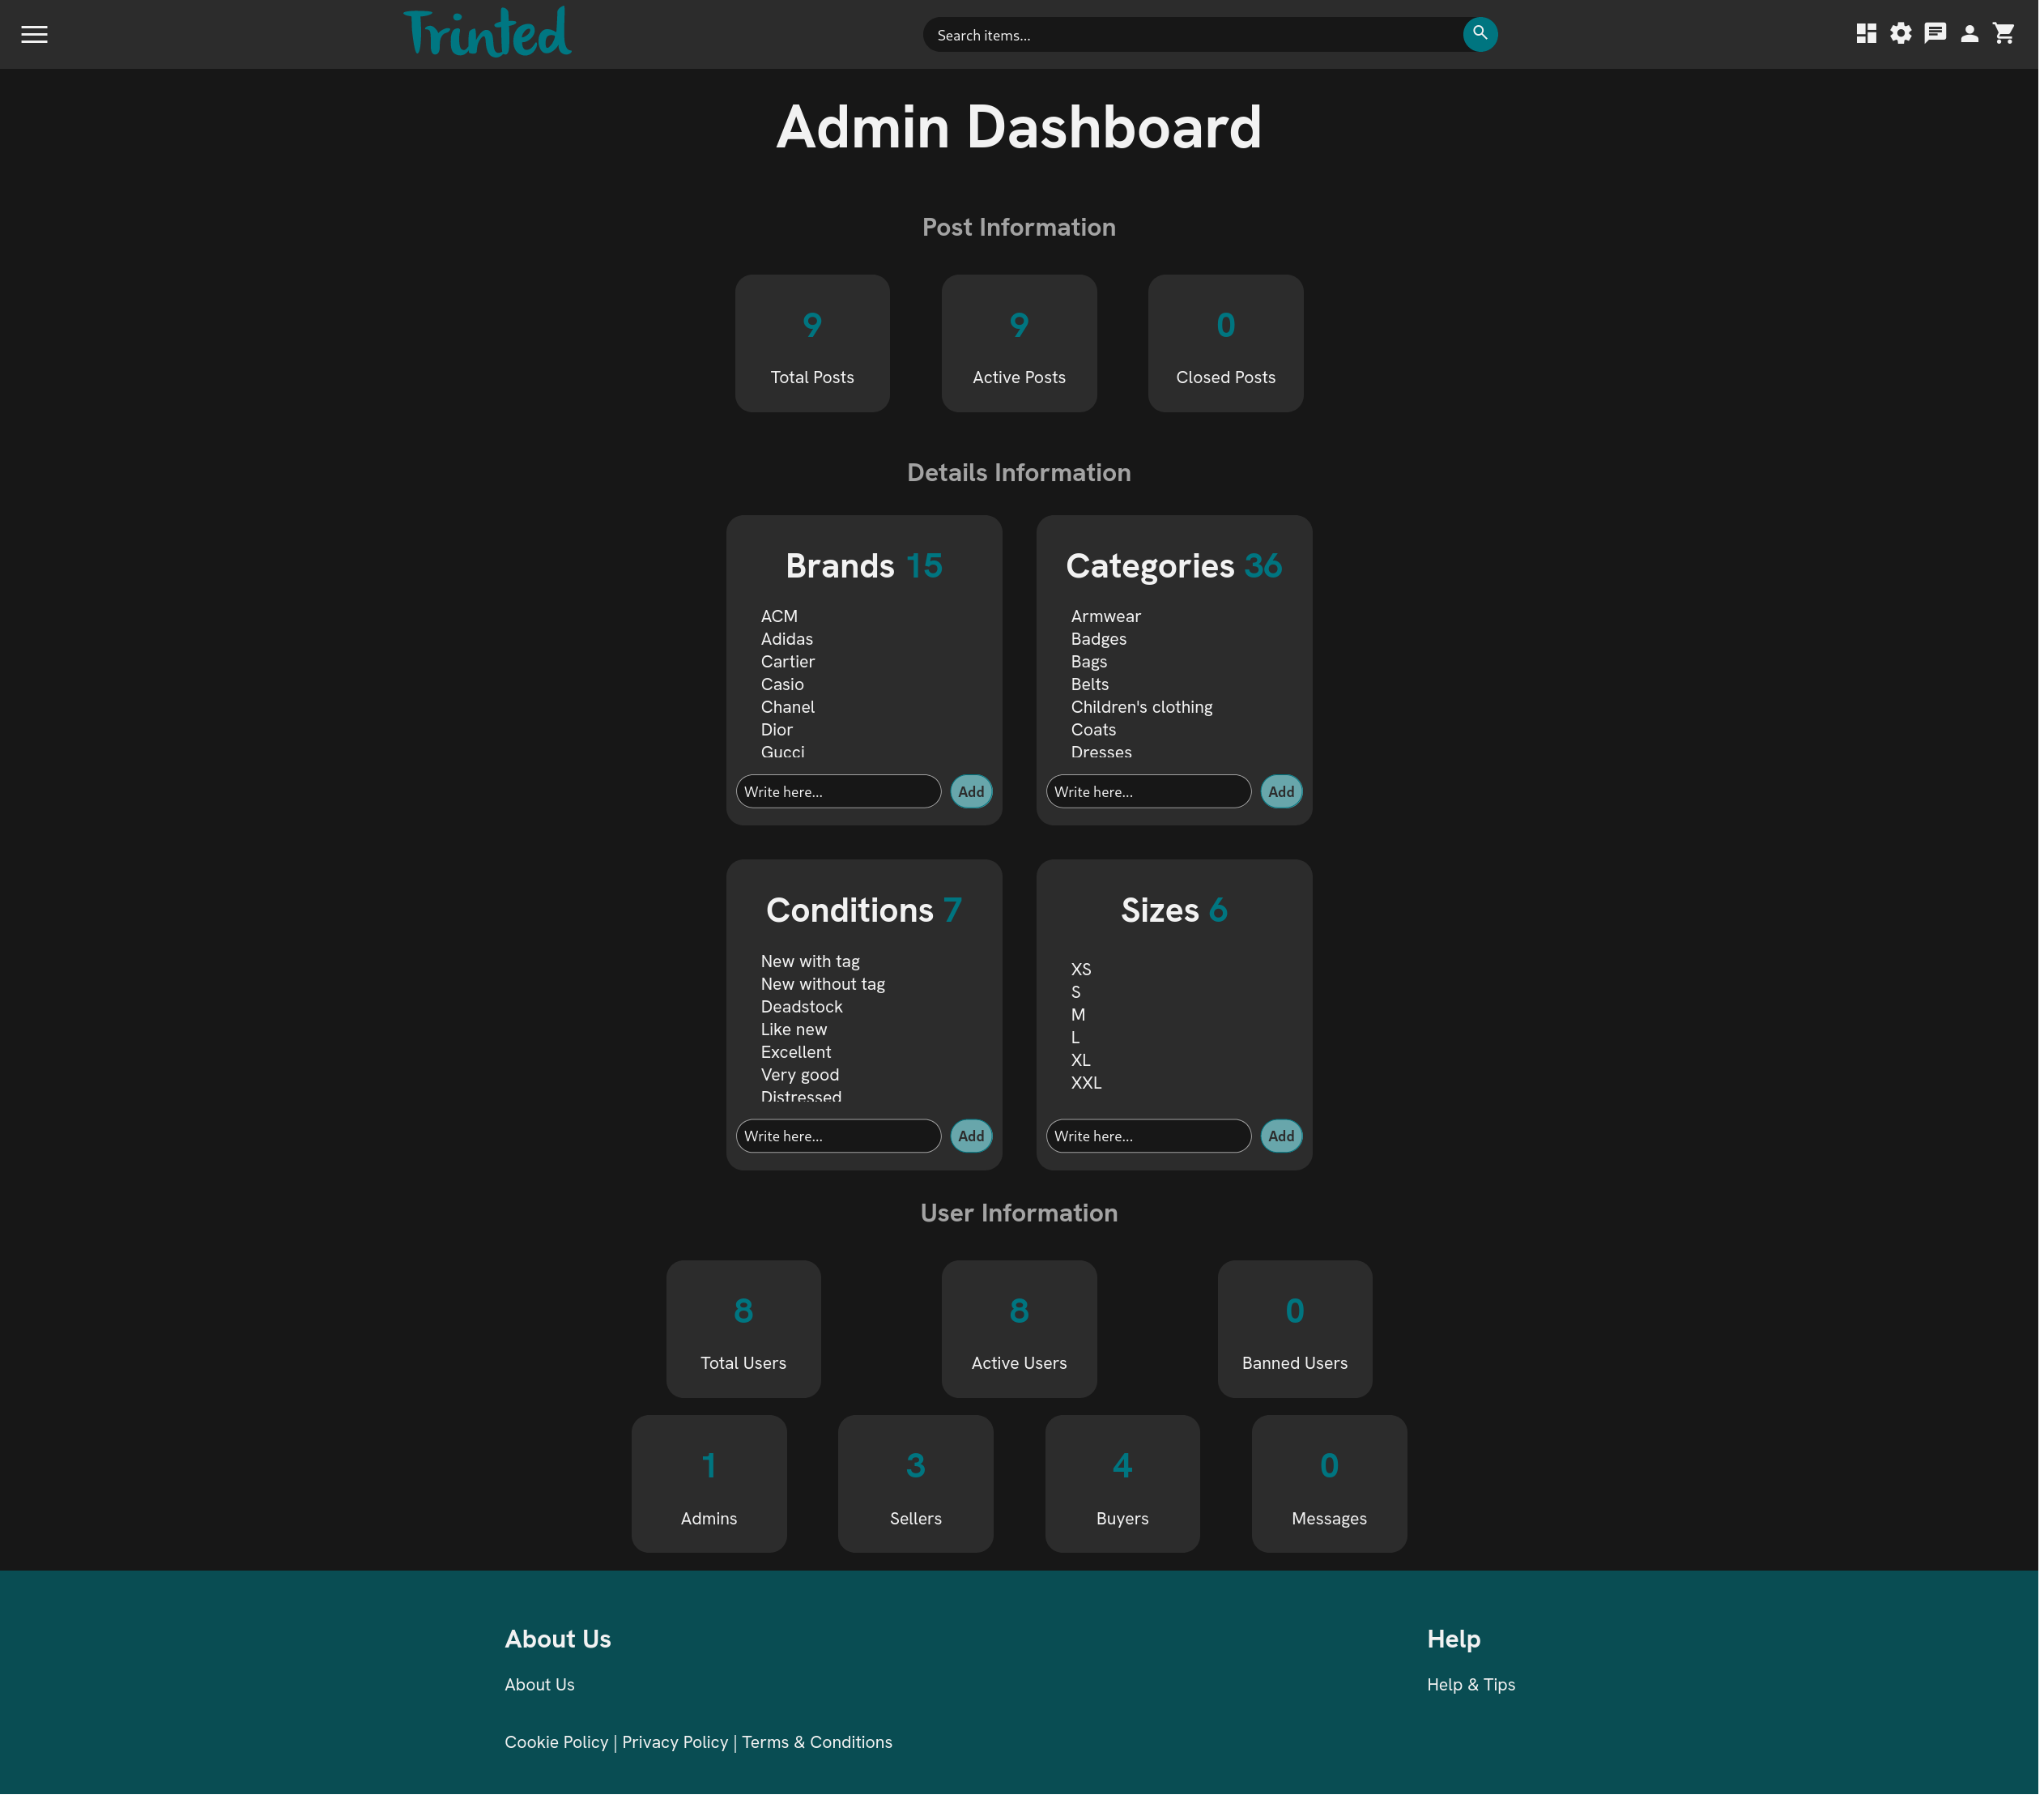 Trinted
Search items...
Admin Dashboard
Post Information
9
Total Posts
9
Active Posts
0
Closed Posts
Details Information
Brands 15
ACM
Adidas
Cartier
Casio
Chanel
Dior
Gucci
Write here...
Add
Categories 36
Armwear
Badges
Bags
Belts
Children's clothing
Coats
Dresses
Write here...
Add
Conditions 7
New with tag
New without tag
Deadstock
Like new
Excellent
Very good
Distressed
Write here...
Add
Sizes 6
XS
S
M
L
XL
XXL
Write here...
Add
User Information
8
Total Users
8
Active Users
0
Banned Users
1
Admins
3
Sellers
4
Buyers
0
Messages
About Us
About Us
Help
Help & Tips
Cookie Policy | Privacy Policy | Terms & Conditions